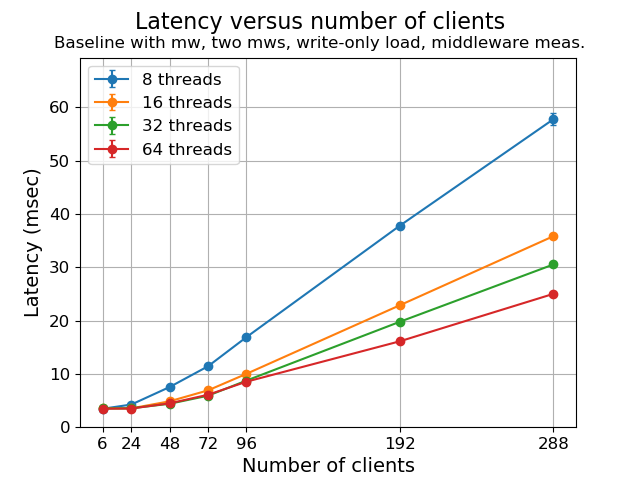 Latency versus number of clients
Baseline with mw, two mws, write-only load, middleware meas.
8 threads
16 threads
32 threads
64 threads
Latency (msec)
60
50
40
30
20
10
0
6 24 48 72 96 192 288
Number of clients